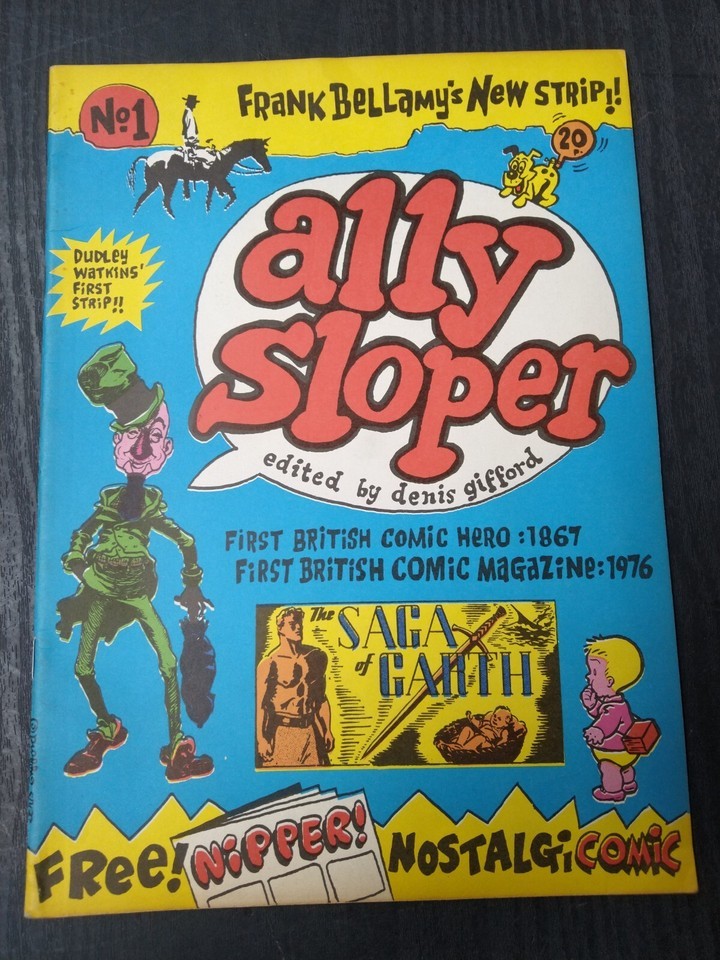 FRANK BELLAMY'S NEW STRIP!!
Nº1
20
P.
DUDLEY
WATKINS'
FIRST
STRIP!!
ally
sloper
edited by denis gifford
FIRST BRITISH COMIC HERO : 1867
FIRST BRITISH COMIC MAGAZINE : 1976
The SAGA
of GARTH
FRee! NiPPER! NOSTALGiCOMiC